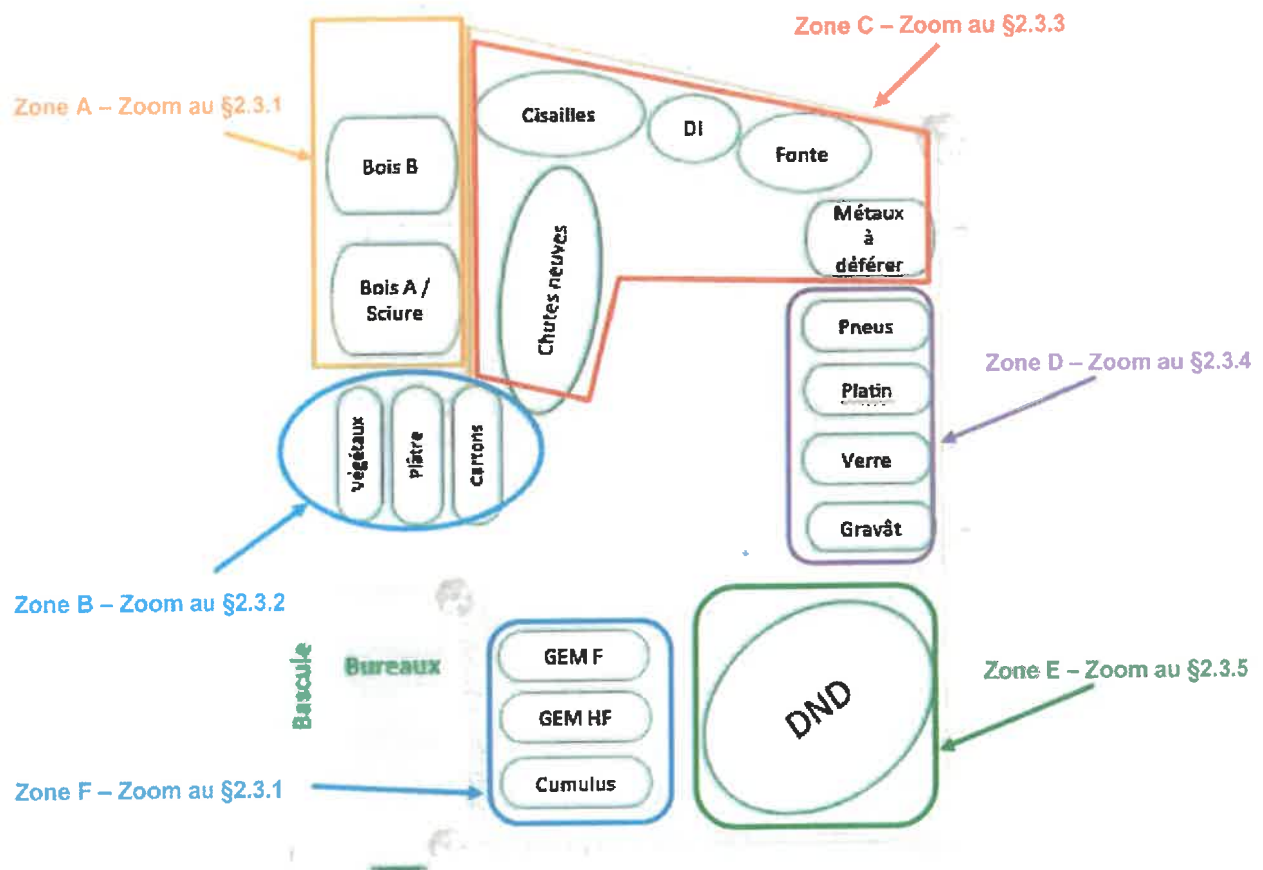 Zone C – Zoom au §2.3.3
Zone A – Zoom au §2.3.1
Cisailles
DI
Fonte
Bois B
Métaux
à
déférer
Chutes neuves
Bois A /
Sciure
Pneus
Zone D – Zoom au §2.3.4
Platin
Végétaux
Plâtre
Cartons
Verre
Gravât
Zone B – Zoom au §2.3.2
Bascule
Bureaux
GEM F
GEM HF
Cumulus
DND
Zone E – Zoom au §2.3.5
Zone F – Zoom au §2.3.1